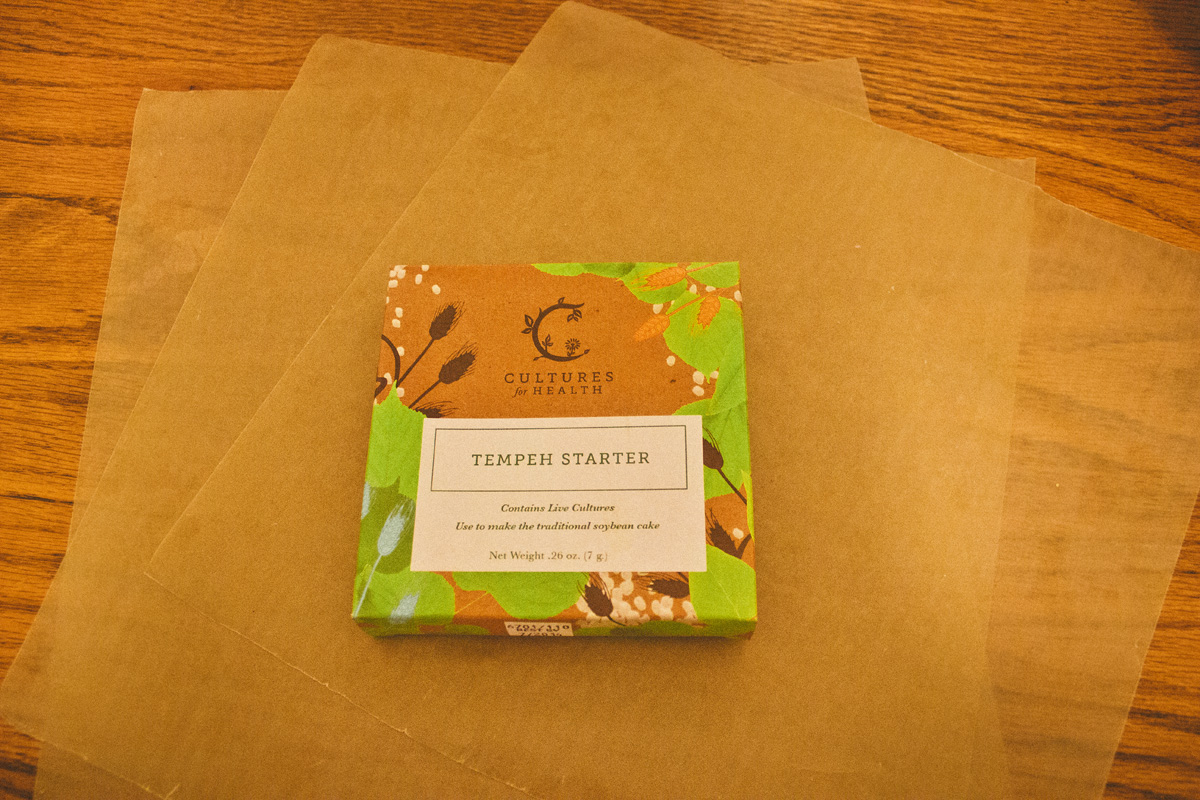 CULTURES
for HEALTH
TEMPEH STARTER
Contains Live Cultures
Use to make the traditional soybean cake
Net Weight .26 oz. (7 g.)